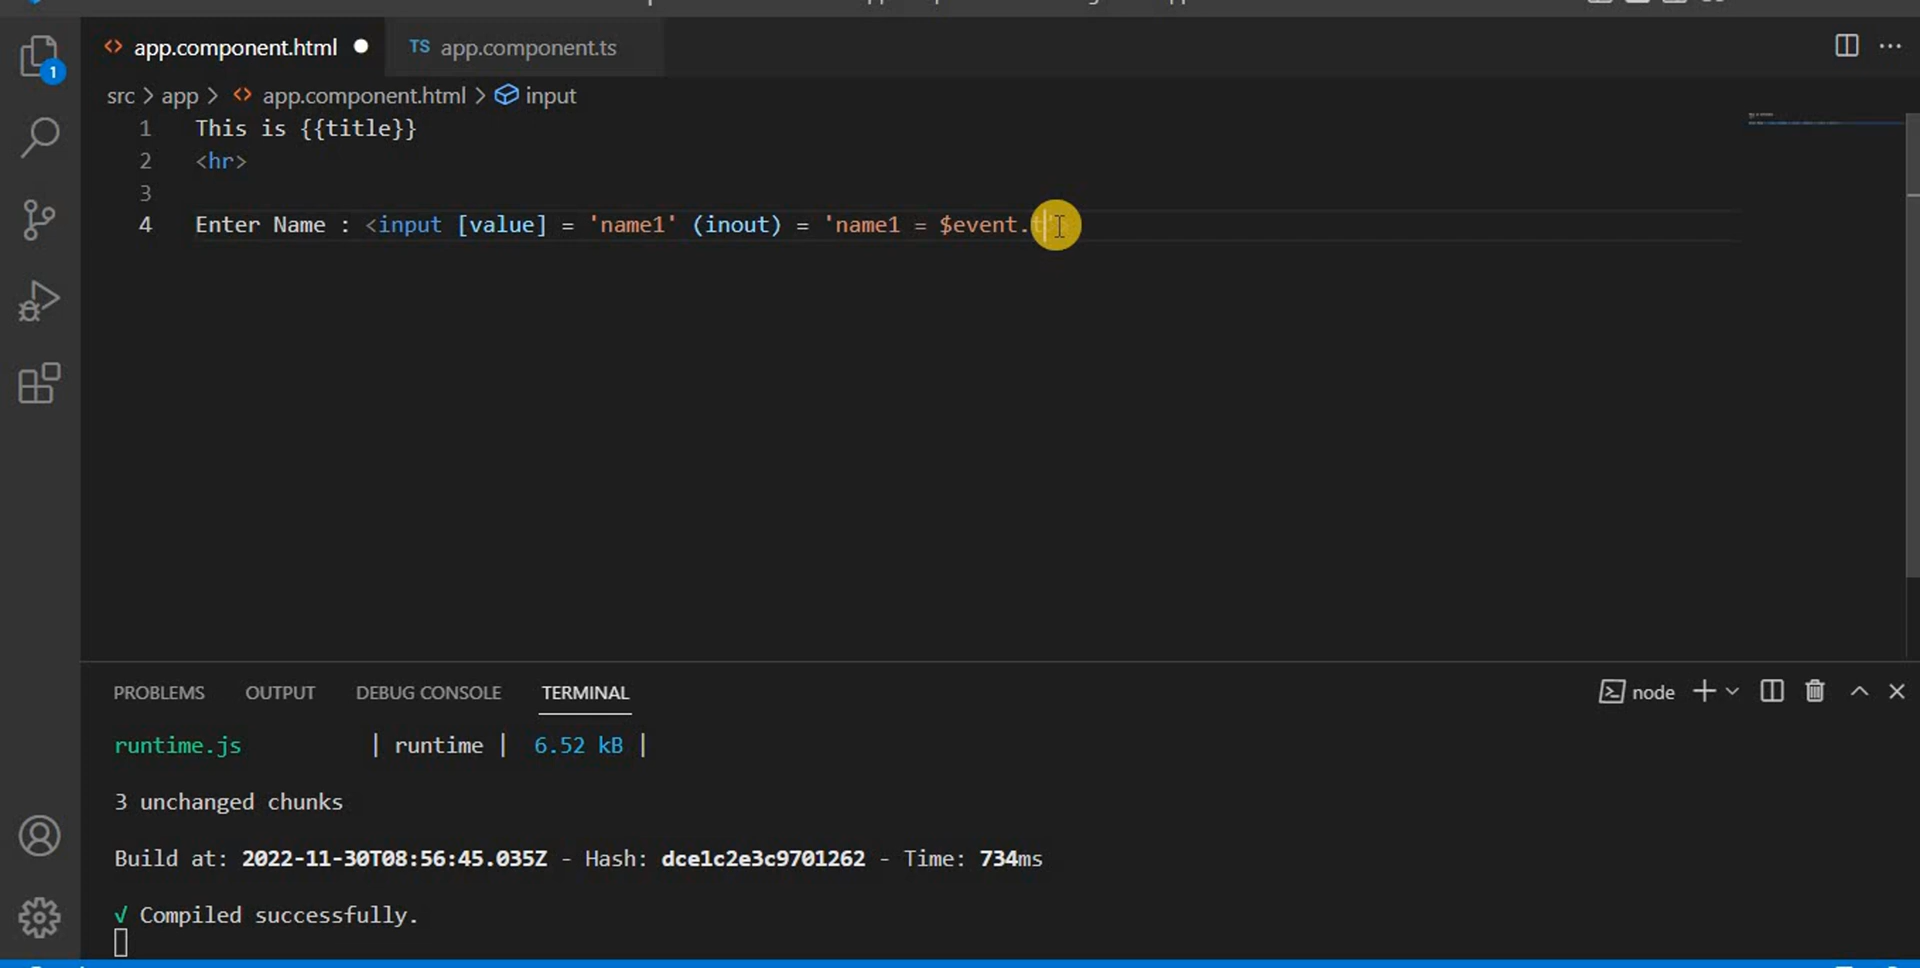 app.component.html
TS app.component.ts
1
src > app > app.component.html > input
1 This is {{title}}
2 <hr>
3
4 Enter Name : <input [value] = 'name1' (inout) = 'name1 = $event.t
PROBLEMS OUTPUT DEBUG CONSOLE TERMINAL node
runtime.js | runtime | 6.52 kB |
3 unchanged chunks
Build at: 2022-11-30T08:56:45.035Z - Hash: dce1c2e3c9701262 - Time: 734ms
√ Compiled successfully.